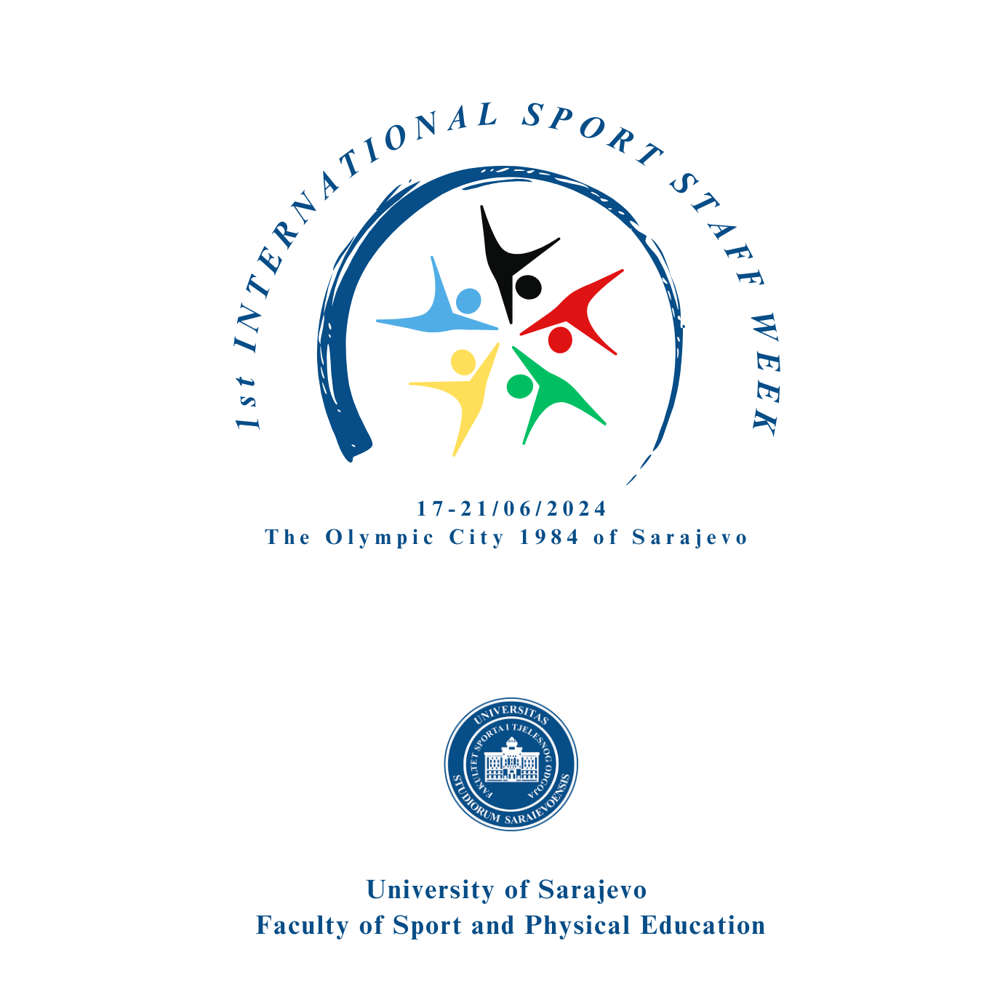 1st INTERNATIONAL SPORT STAFF WEEK
17-21/06/2024
The Olympic City 1984 of Sarajevo
UNIVERSITAS
STUDIORUM SARAIEVOENSIS
FAKULTET SPORTA I TJELESNOG ODGOJA
University of Sarajevo
Faculty of Sport and Physical Education